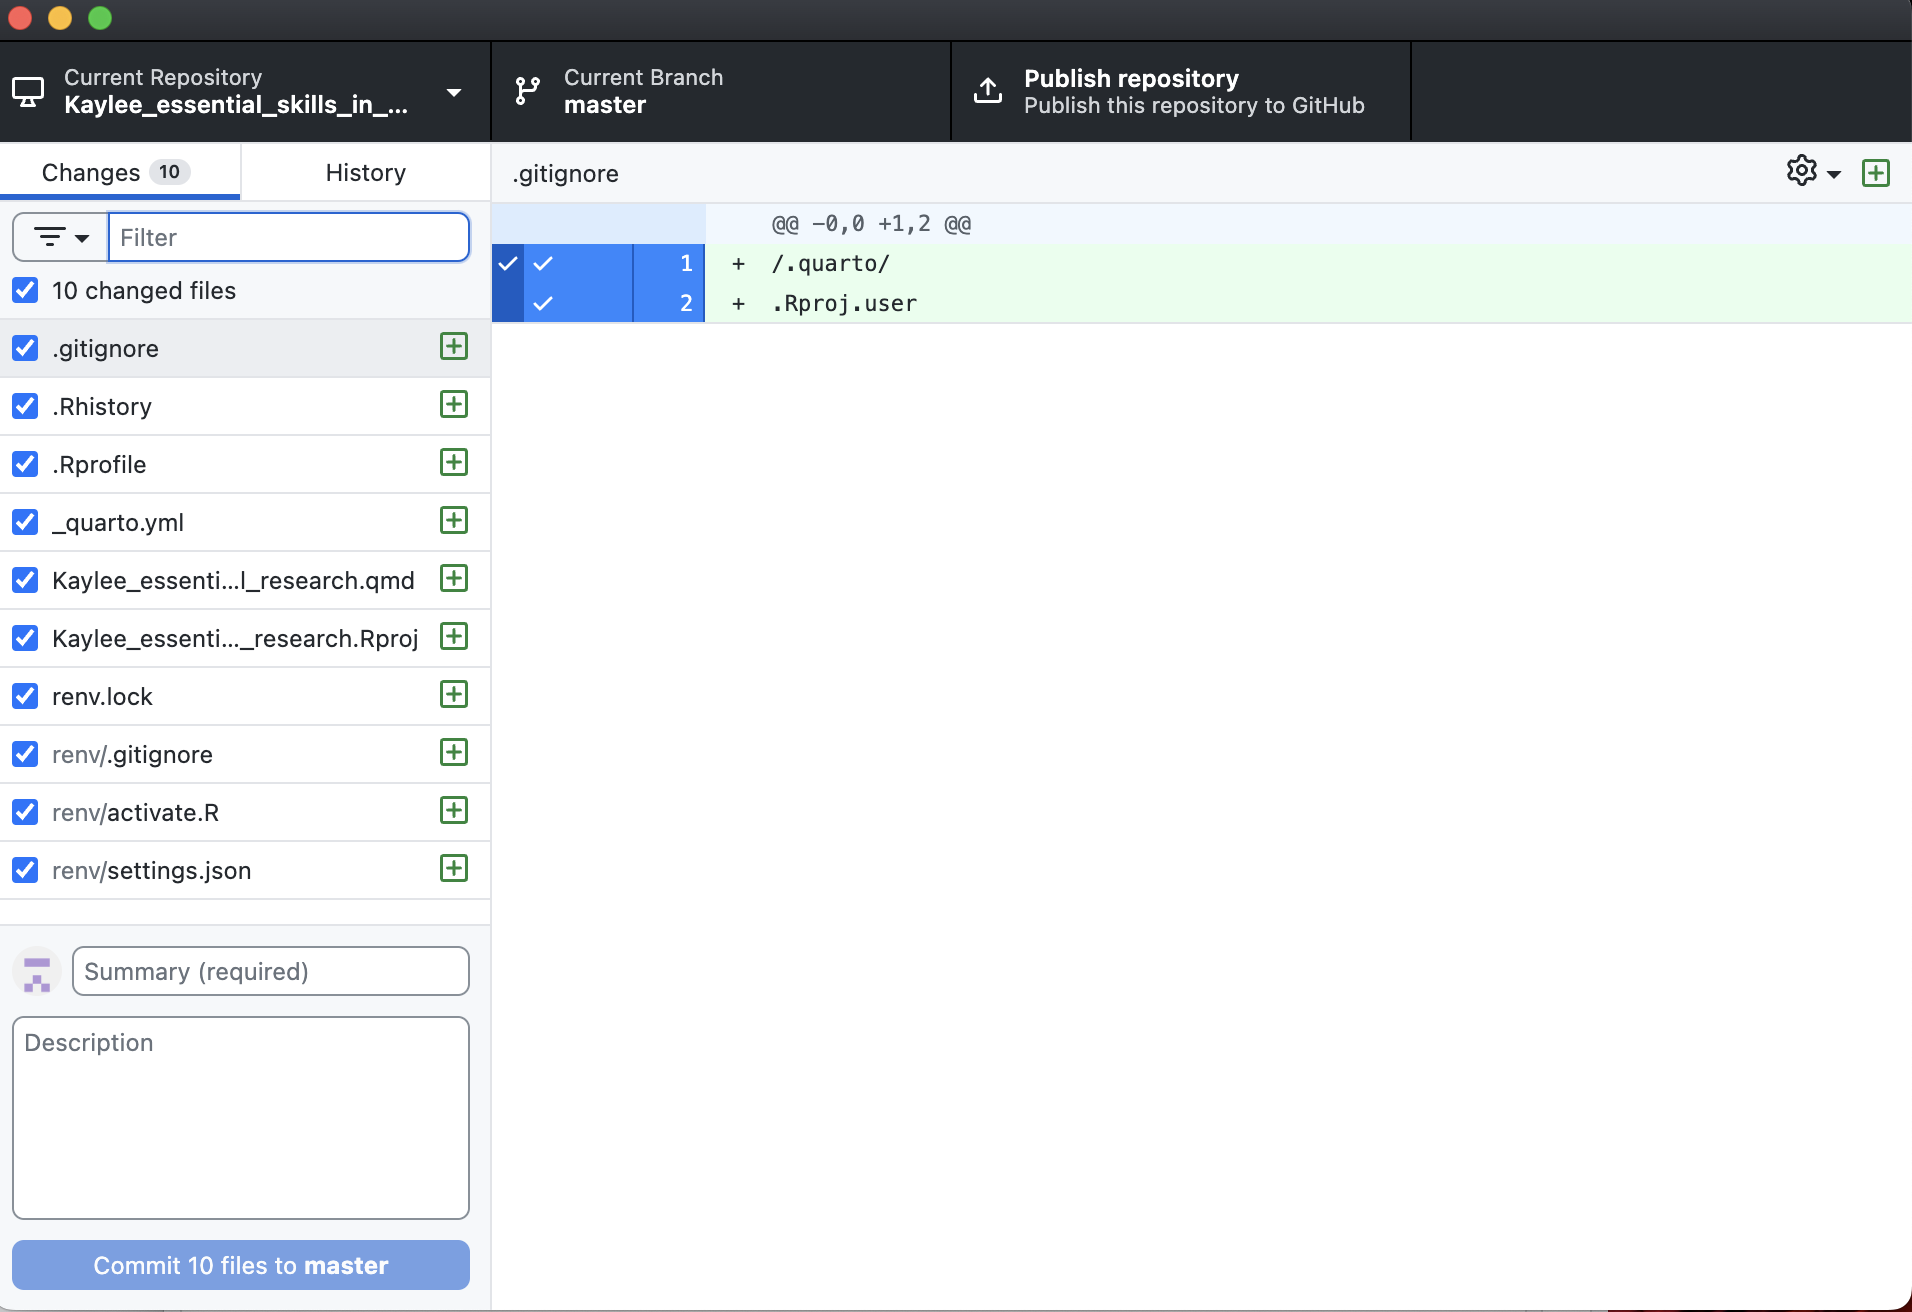 Current Repository
Kaylee_essential_skills_in_...
Current Branch
master
Publish repository
Publish this repository to GitHub
Changes 10
History
Filter
10 changed files
.gitignore
.Rhistory
.Rprofile
_quarto.yml
Kaylee_essenti...l_research.qmd
Kaylee_essenti..._research.Rproj
renv.lock
renv/.gitignore
renv/activate.R
renv/settings.json
Summary (required)
Description
Commit 10 files to master
.gitignore
@@ -0,0 +1,2 @@
1 + /.quarto/
2 + .Rproj.user